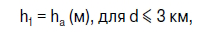 h₁ = hₐ (м), для d ⩽ 3 км,